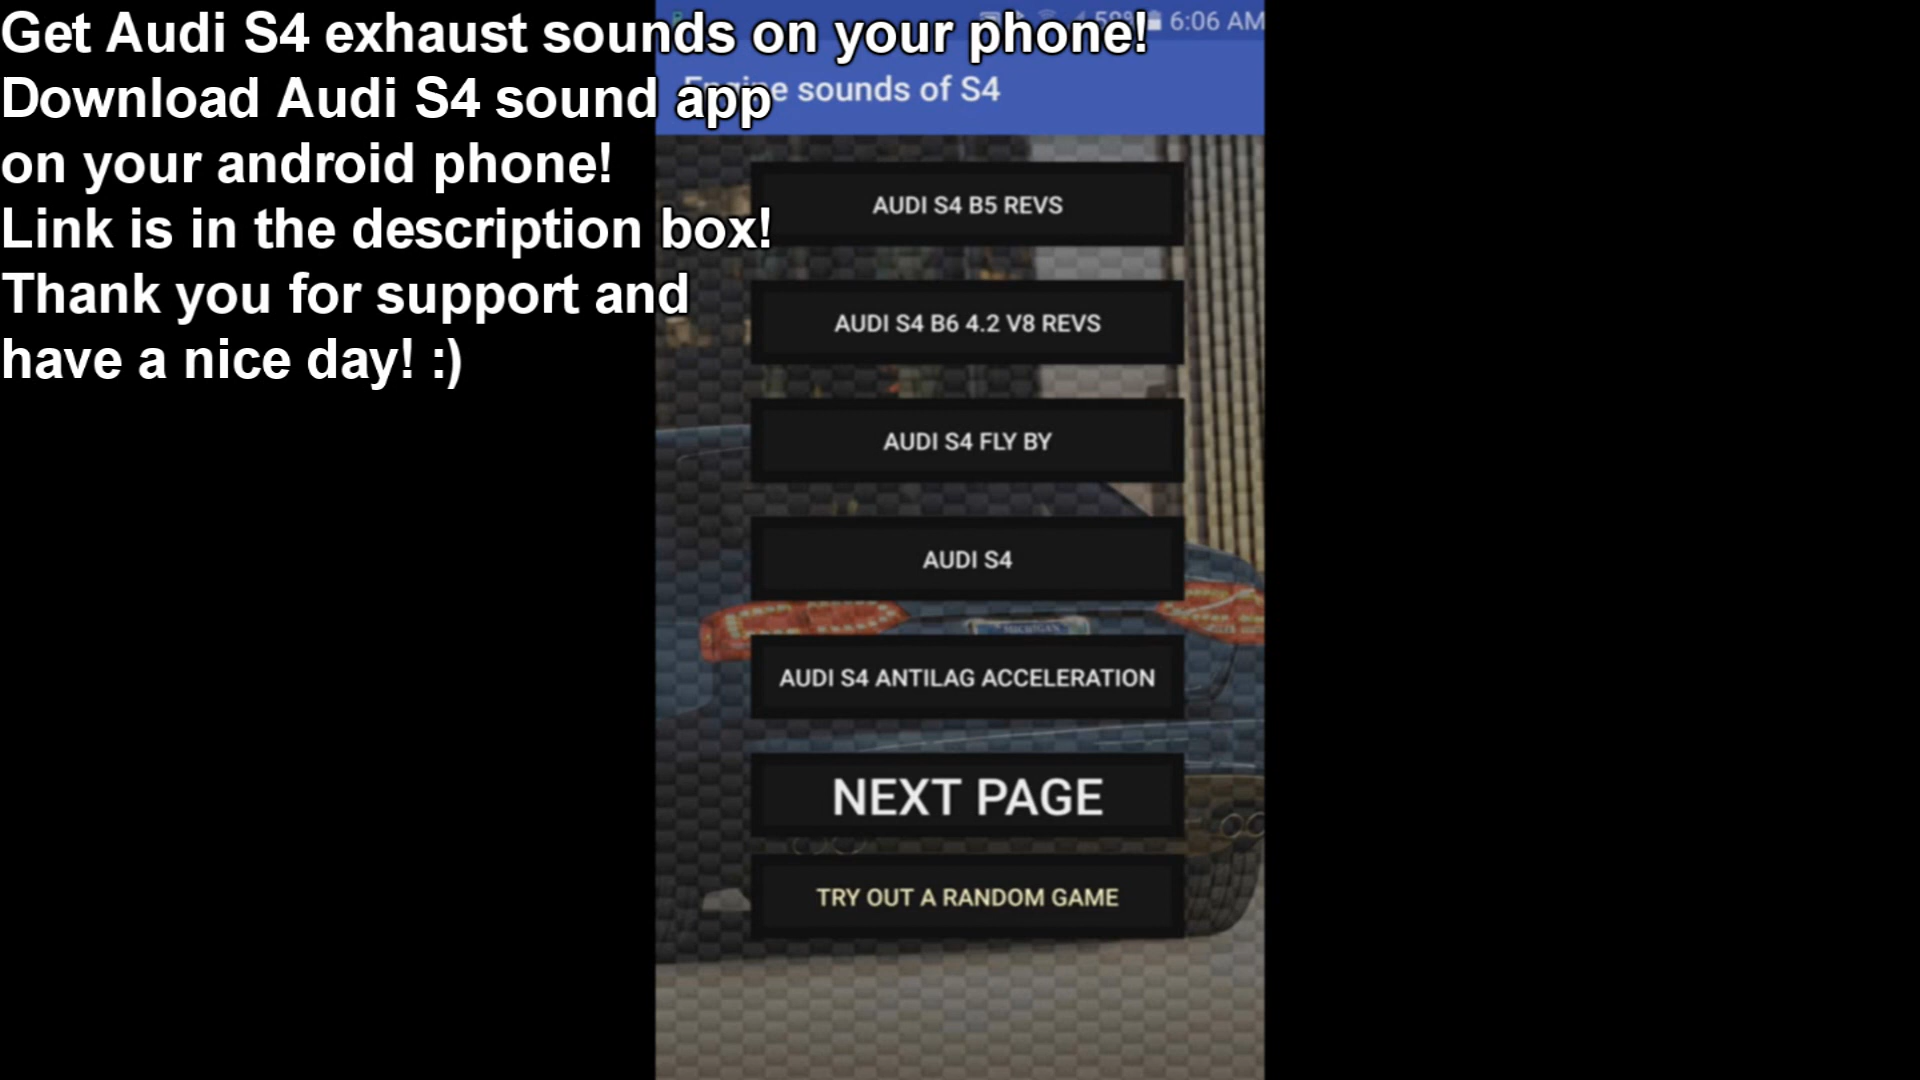 Get Audi S4 exhaust sounds on your phone!
Download Audi S4 sound app
on your android phone!
Link is in the description box!
Thank you for support and
have a nice day! :)
6:06 AM
Engine sounds of S4
AUDI S4 B5 REVS
AUDI S4 B6 4.2 V8 REVS
AUDI S4 FLY BY
AUDI S4
MICHIGAN
AUDI S4 ANTILAG ACCELERATION
NEXT PAGE
TRY OUT A RANDOM GAME